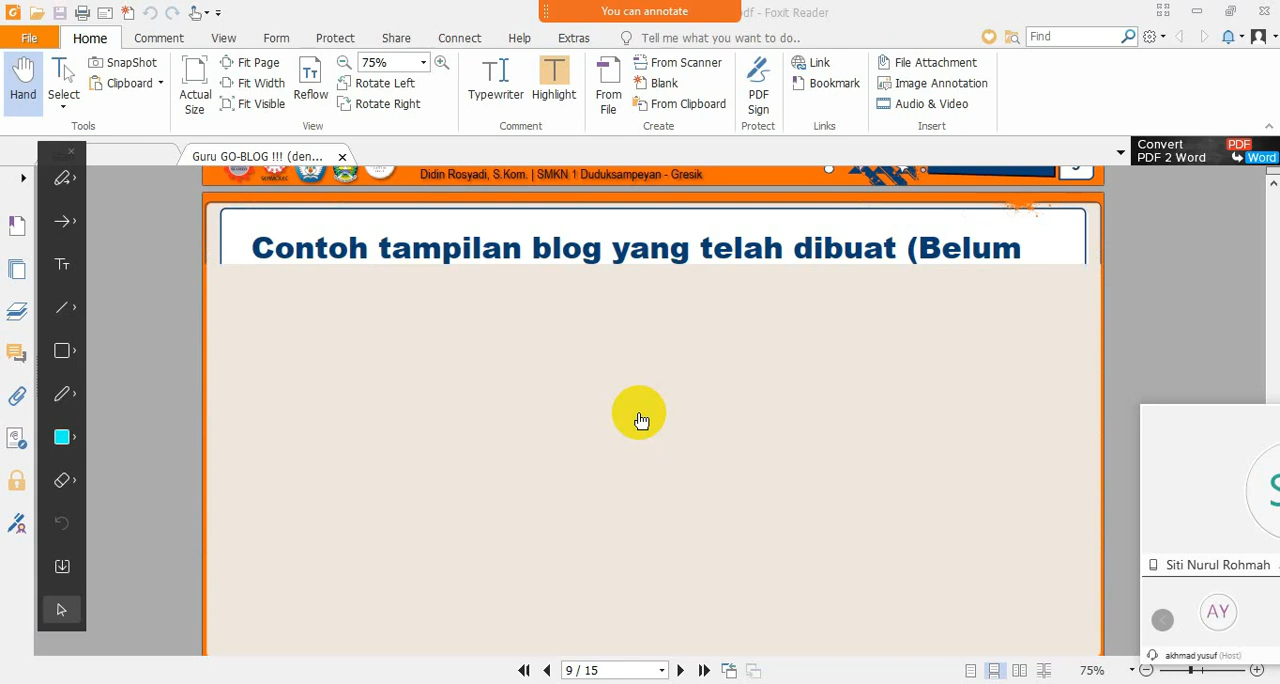 You can annotate
.pdf - Foxit Reader
File Home Comment View Form Protect Share Connect Help Extras Tell me what you want to do.. Find
Hand
Select
SnapShot
Clipboard
Tools
Actual Size
Fit Page
Fit Width
Fit Visible
Reflow
75%
Rotate Left
Rotate Right
View
Typewriter
Highlight
Comment
From File
From Scanner
Blank
From Clipboard
Create
PDF Sign
Protect
Link
Bookmark
Links
File Attachment
Image Annotation
Audio & Video
Insert
Guru GO-BLOG !!! (den...
Convert PDF
PDF 2 Word Word
Didin Rosyadi, S.Kom. | SMKN 1 Duduksampeyan - Gresik
Contoh tampilan blog yang telah dibuat (Belum
TT
S
Siti Nurul Rohmah
AY
akhmad yusuf (Host)
9 / 15
75%